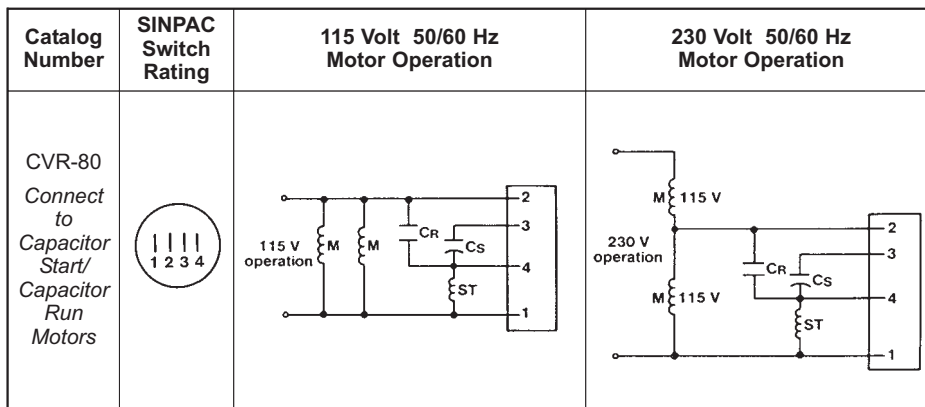 Catalog
Number
SINPAC
Switch
Rating
115 Volt 50/60 Hz
Motor Operation
230 Volt 50/60 Hz
Motor Operation
CVR-80
Connect
to
Capacitor
Start/
Capacitor
Run
Motors
1 2 3 4
115 V
operation
M
M
CR
CS
ST
2
3
4
1
230 V
operation
M 115 V
M 115 V
CR
CS
ST
2
3
4
1